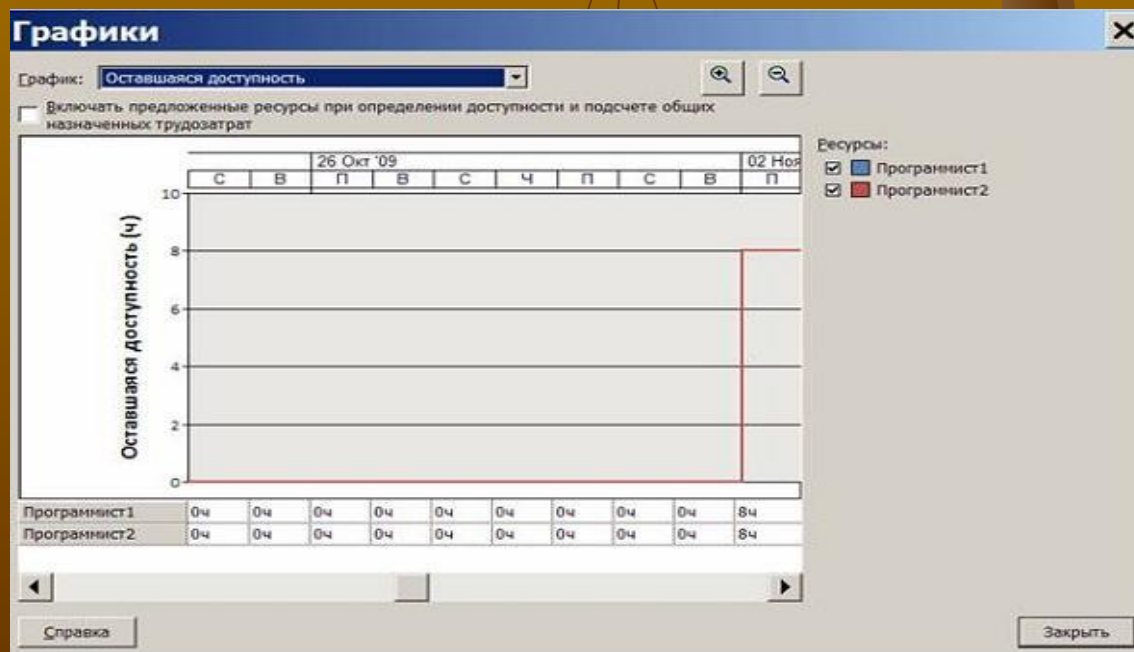 Графики
График: Оставшаяся доступность
Включать предложенные ресурсы при определении доступности и подсчете общих
назначенных трудозатрат
Ресурсы:
Программист1
Программист2
26 Окт '09 02 Ноя
С В П В С Ч П С В П
Оставшаяся доступность (ч)
10
8
6
4
2
0
Программист1 0ч 0ч 0ч 0ч 0ч 0ч 0ч 0ч 0ч 8ч
Программист2 0ч 0ч 0ч 0ч 0ч 0ч 0ч 0ч 0ч 8ч
Справка Закрыть